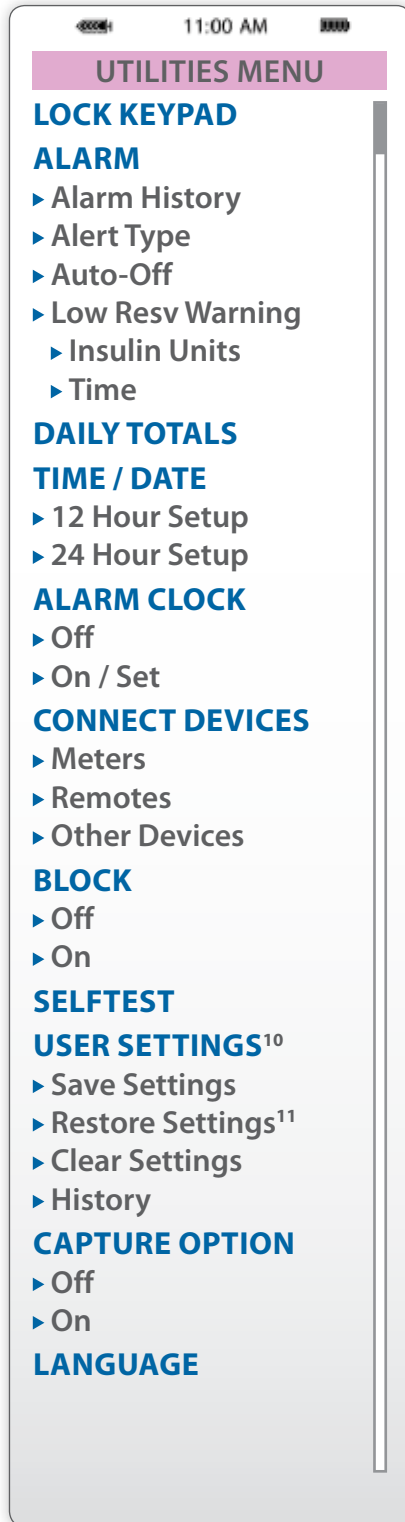 11:00 AM
UTILITIES MENU
LOCK KEYPAD
ALARM
Alarm History
Alert Type
Auto-Off
Low Resv Warning
Insulin Units
Time
DAILY TOTALS
TIME / DATE
12 Hour Setup
24 Hour Setup
ALARM CLOCK
Off
On / Set
CONNECT DEVICES
Meters
Remotes
Other Devices
BLOCK
Off
On
SELFTEST
USER SETTINGS¹⁰
Save Settings
Restore Settings¹¹
Clear Settings
History
CAPTURE OPTION
Off
On
LANGUAGE